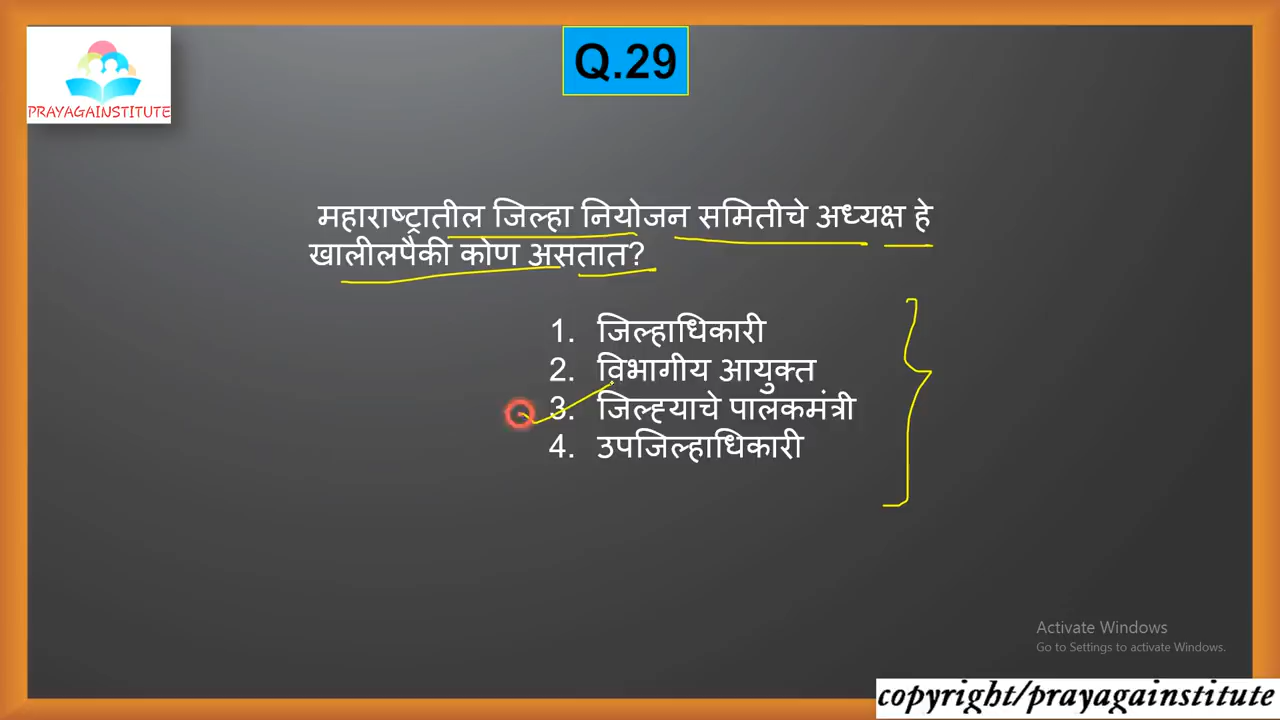 PRAYAGAINSTITUTE
Q.29
महाराष्ट्रातील जिल्हा नियोजन समितीचे अध्यक्ष हे
खालीलपैकी कोण असतात?
1. जिल्हाधिकारी
2. विभागीय आयुक्त
3. जिल्ह्याचे पालकमंत्री
4. उपजिल्हाधिकारी
Activate Windows
Go to Settings to activate Windows.
copyright/prayagainstitute